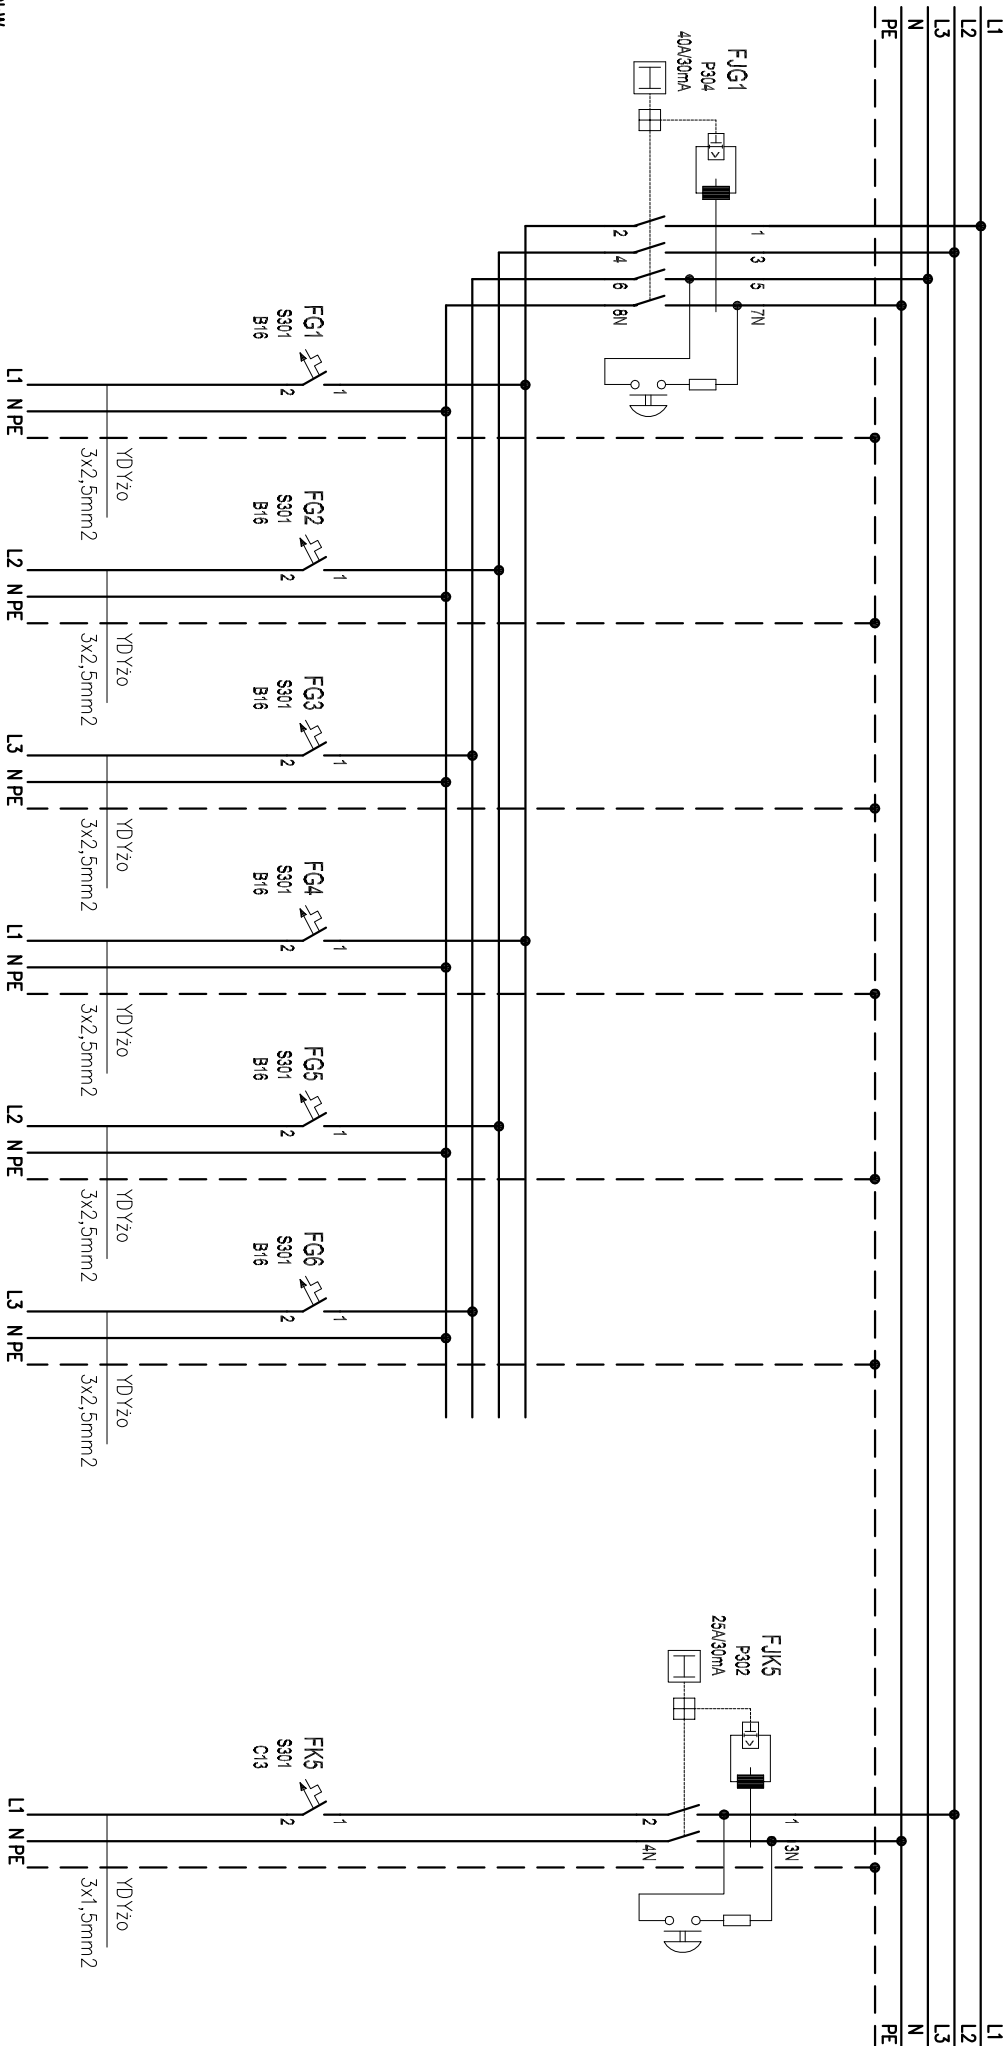 L1
L2
L3
N
PE
FJG1
P304
40A/30mA
1
3
5
7N
2
4
6
8N
FG1
S301
B16
1
2
YDYżo
3x2,5mm2
L1 N PE
FG2
S301
B16
1
2
YDYżo
3x2,5mm2
L2 N PE
FG3
S301
B16
1
2
YDYżo
3x2,5mm2
L3 N PE
FG4
S301
B16
1
2
YDYżo
3x2,5mm2
L1 N PE
FG5
S301
B16
1
2
YDYżo
3x2,5mm2
L2 N PE
FG6
S301
B16
1
2
YDYżo
3x2,5mm2
L3 N PE
FJK5
P302
25A/30mA
1
3N
2
4N
FK5
S301
C13
1
2
YDYżo
3x1,5mm2
L1 N PE
L1
L2
L3
N
PE